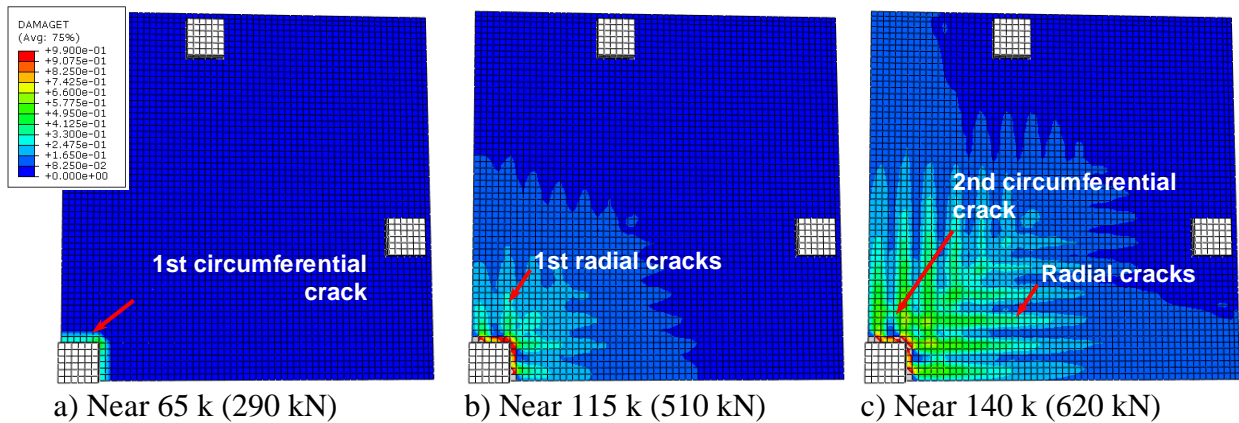 DAMAGET
(Avg: 75%)
+9.900e-01
+9.075e-01
+8.250e-01
+7.425e-01
+6.600e-01
+5.775e-01
+4.950e-01
+4.125e-01
+3.300e-01
+2.475e-01
+1.650e-01
+8.250e-02
+0.000e+00
1st circumferential
crack
1st radial cracks
2nd circumferential
crack
Radial cracks
a) Near 65 k (290 kN)
b) Near 115 k (510 kN)
c) Near 140 k (620 kN)